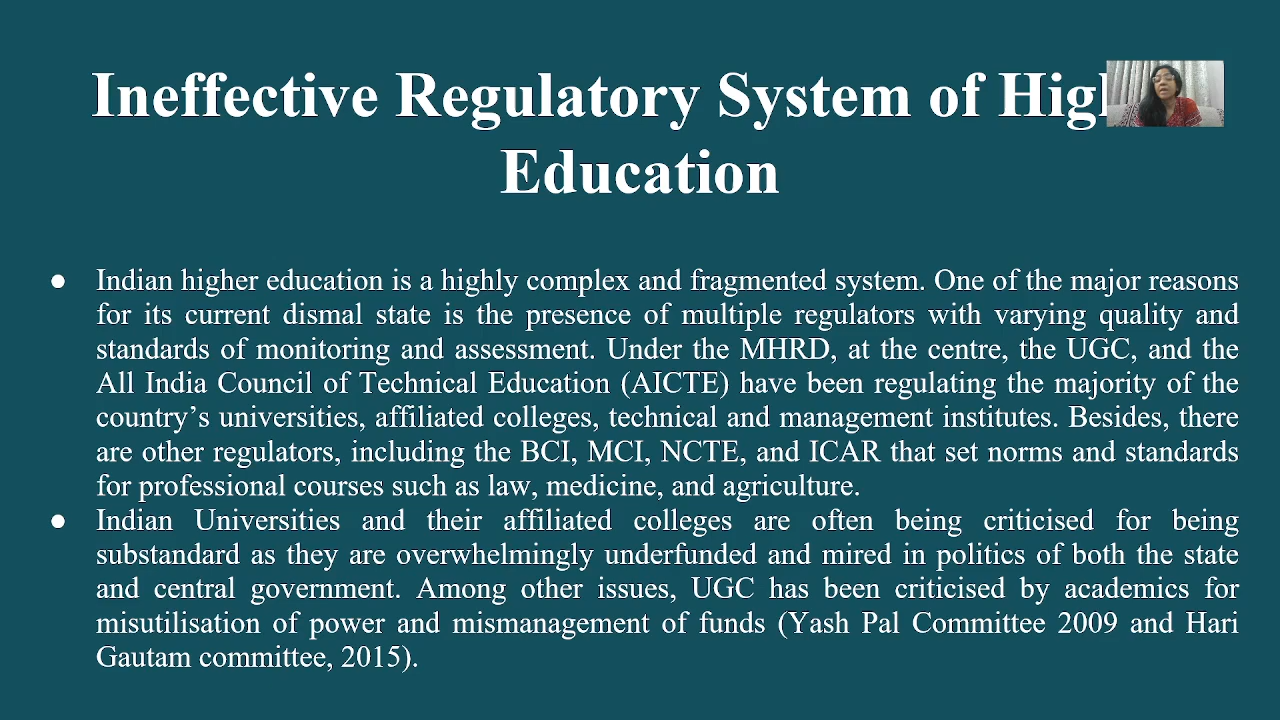 Ineffective Regulatory System of
Education
● Indian higher education is a highly complex and fragmented system. One of the major reasons
for its current dismal state is the presence of multiple regulators with varying quality and
standards of monitoring and assessment. Under the MHRD, at the centre, the UGC, and the
All India Council of Technical Education (AICTE) have been regulating the majority of the
country’s universities, affiliated colleges, technical and management institutes. Besides, there
are other regulators, including the BCI, MCI, NCTE, and ICAR that set norms and standards
for professional courses such as law, medicine, and agriculture.
● Indian Universities and their affiliated colleges are often being criticised for being
substandard as they are overwhelmingly underfunded and mired in politics of both the state
and central government. Among other issues, UGC has been criticised by academics for
misutilisation of power and mismanagement of funds (Yash Pal Committee 2009 and Hari
Gautam committee, 2015).